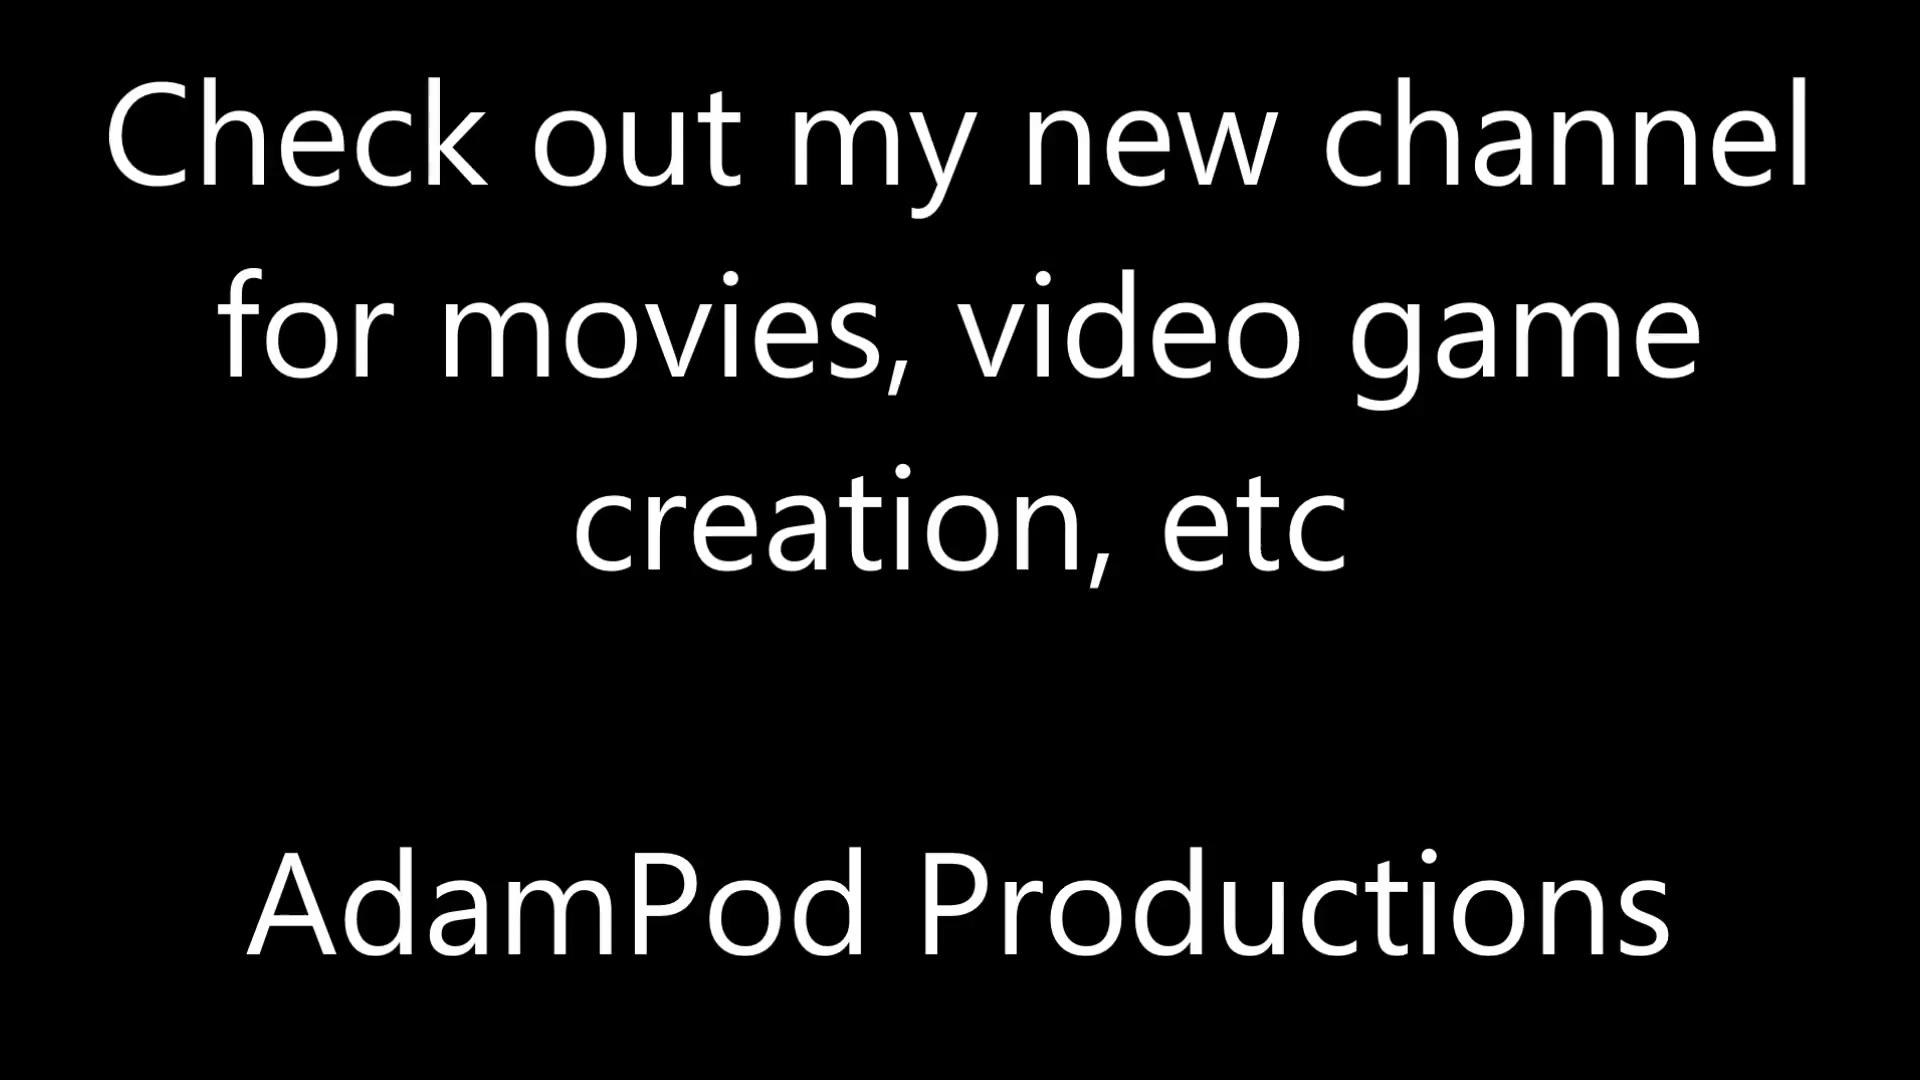 Check out my new channel
for movies, video game
creation, etc
AdamPod Productions